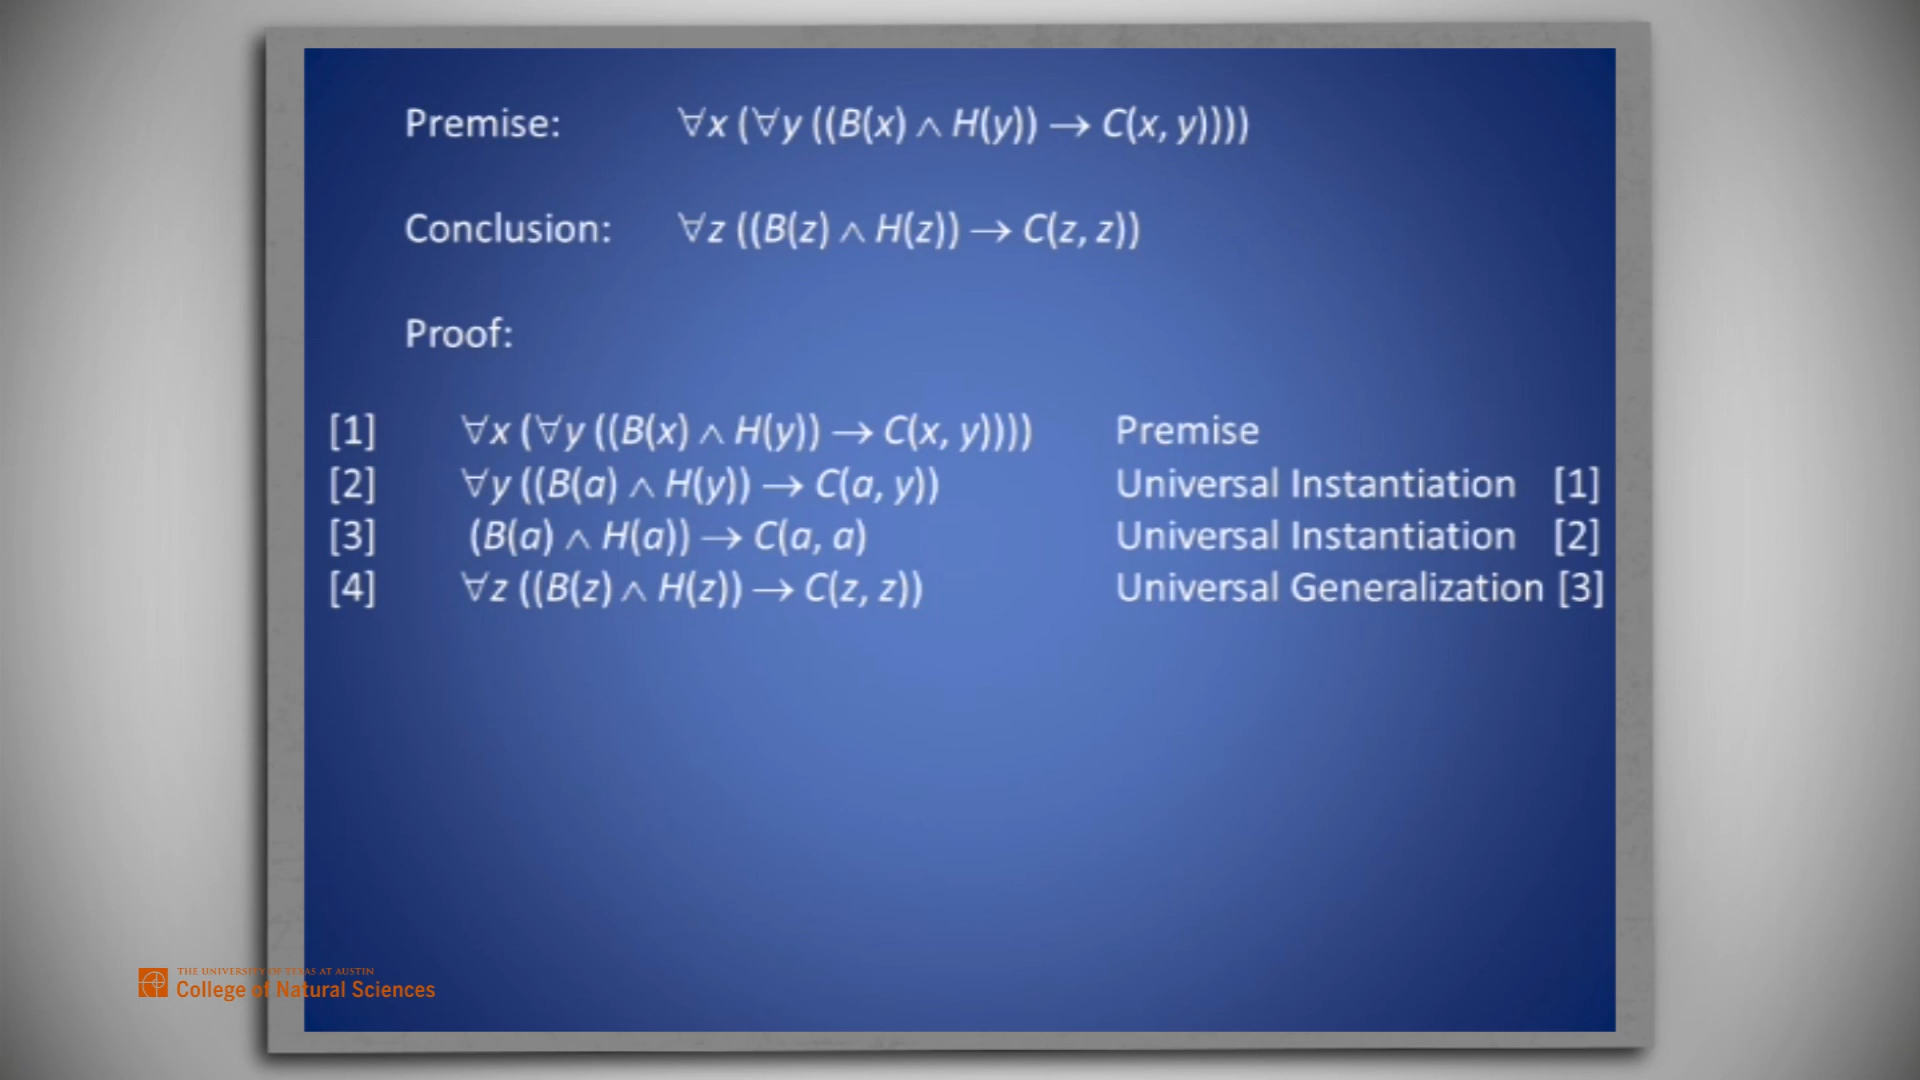 Premise: ∀x (∀y ((B(x) ∧ H(y)) → C(x, y))))
Conclusion: ∀z ((B(z) ∧ H(z)) → C(z, z))
Proof:
[1] ∀x (∀y ((B(x) ∧ H(y)) → C(x, y)))) Premise
[2] ∀y ((B(a) ∧ H(y)) → C(a, y)) Universal Instantiation [1]
[3] (B(a) ∧ H(a)) → C(a, a) Universal Instantiation [2]
[4] ∀z ((B(z) ∧ H(z)) → C(z, z)) Universal Generalization [3]
THE UNIVERSITY OF TEXAS AT AUSTIN
College of Natural Sciences